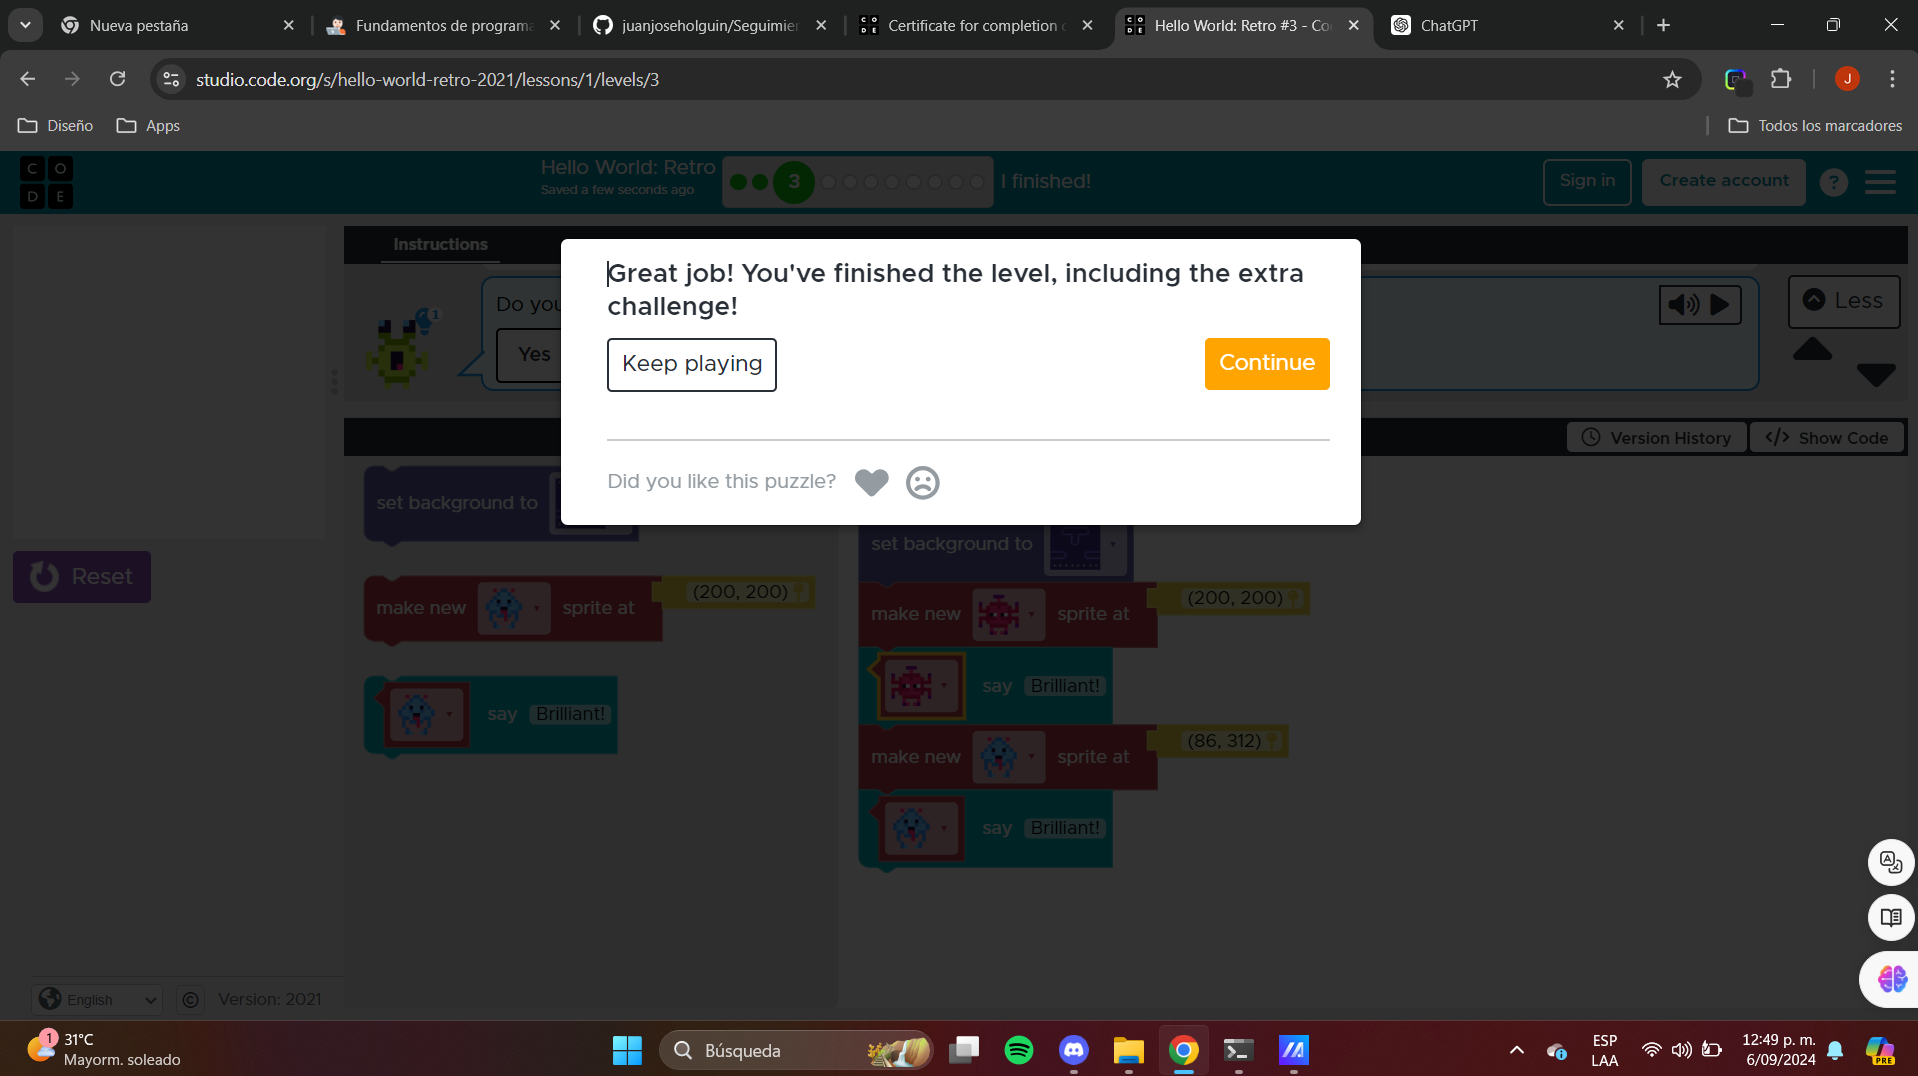 Nueva pestaña
Fundamentos de programa
juanjoseholguin/Seguimier
Certificate for completion
Hello World: Retro #3 - Co
ChatGPT
studio.code.org/s/hello-world-retro-2021/lessons/1/levels/3
J
Diseño
Apps
Todos los marcadores
C O
D E
Hello World: Retro
Saved a few seconds ago
3
I finished!
Sign in
Create account
?
Instructions
Do you
1
Yes
Less
Great job! You've finished the level, including the extra
challenge!
Keep playing
Continue
Did you like this puzzle?
Version History
</> Show Code
Reset
set background to
make new sprite at (200, 200)
say Brilliant!
set background to
make new sprite at (200, 200)
say Brilliant!
make new sprite at (86, 312)
say Brilliant!
English
© Version: 2021
1
31°C
Mayorm. soleado
Búsqueda
ESP
LAA
12:49 p. m.
6/09/2024
PRE